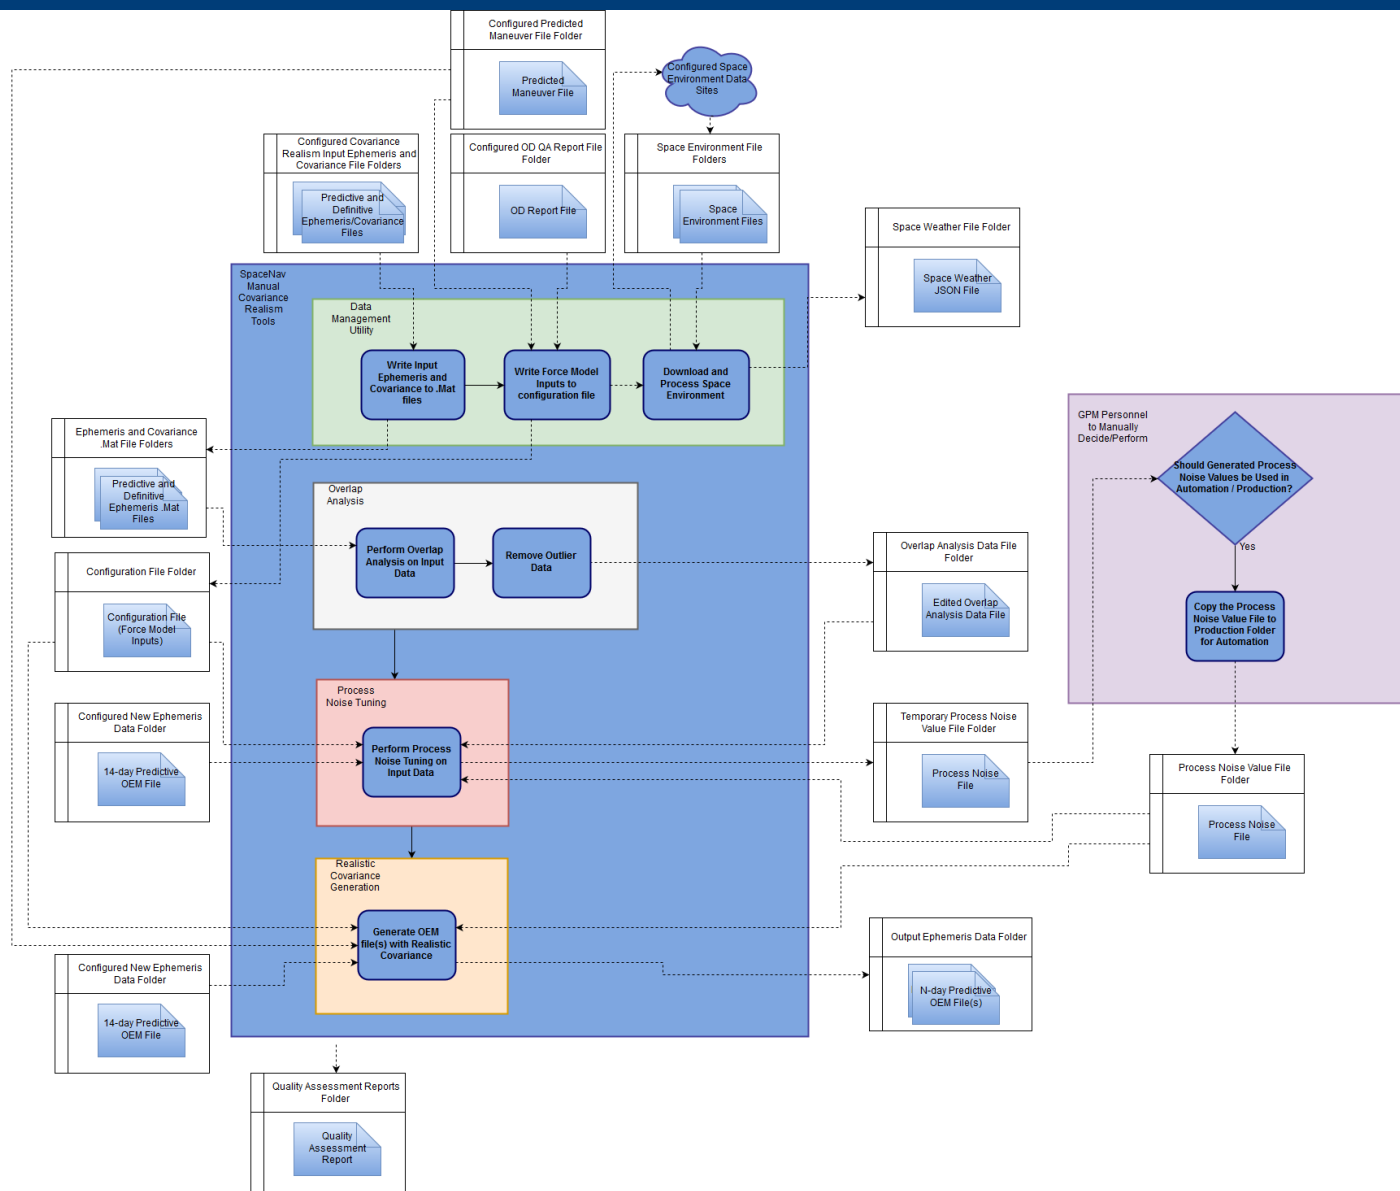 Configured Predicted
Maneuver File Folder
Predicted
Maneuver File
Configured Space
Environment Data
Sites
Configured Covariance
Realism Input Ephemeris and
Covariance File Folders
Predictive and
Definitive
Ephemeris/Covariance
Files
Configured OD QA Report File
Folder
OD Report File
Space Environment File
Folders
Space
Environment Files
Space Weather File Folder
Space Weather
JSON File
SpaceNav
Manual
Covariance
Realism
Tools
Data
Management
Utility
Write Input
Ephemeris and
Covariance to .Mat
files
Write Force Model
Inputs to
configuration file
Download and
Process Space
Environment
GPM Personnel
to Manually
Decide/Perform
Should Generated Process
Noise Values be Used in
Automation / Production?
Yes
Copy the Process
Noise Value File to
Production Folder
for Automation
Ephemeris and Covariance
.Mat File Folders
Predictive and
Definitive
Ephemeris .Mat
Files
Overlap
Analysis
Perform Overlap
Analysis on Input
Data
Remove Outlier
Data
Overlap Analysis Data File
Folder
Edited Overlap
Analysis Data File
Configuration File Folder
Configuration File
(Force Model
Inputs)
Process
Noise Tuning
Perform Process
Noise Tuning on
Input Data
Configured New Ephemeris
Data Folder
14-day Predictive
OEM File
Temporary Process Noise
Value File Folder
Process Noise
File
Process Noise Value File
Folder
Process Noise
File
Realistic
Covariance
Generation
Generate OEM
file(s) with Realistic
Covariance
Output Ephemeris Data Folder
N-day Predictive
OEM File(s)
Configured New Ephemeris
Data Folder
14-day Predictive
OEM File
Quality Assessment Reports
Folder
Quality
Assessment
Report